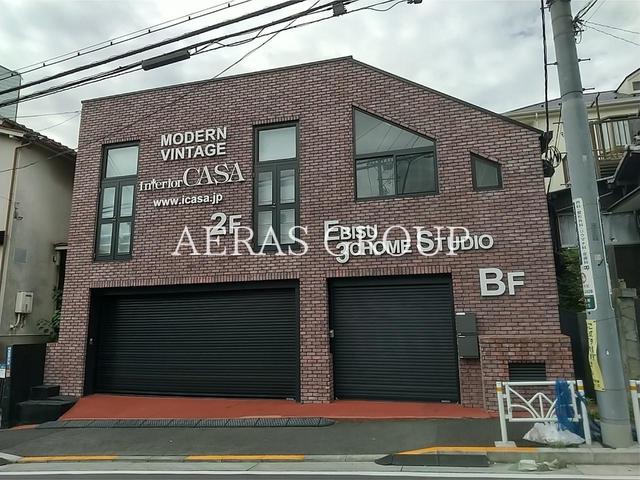 MODERN
VINTAGE
Interior CASA
www.icasa.jp
2F
AERAS GROUP
EBISU
3CHOME STUDIO
BF